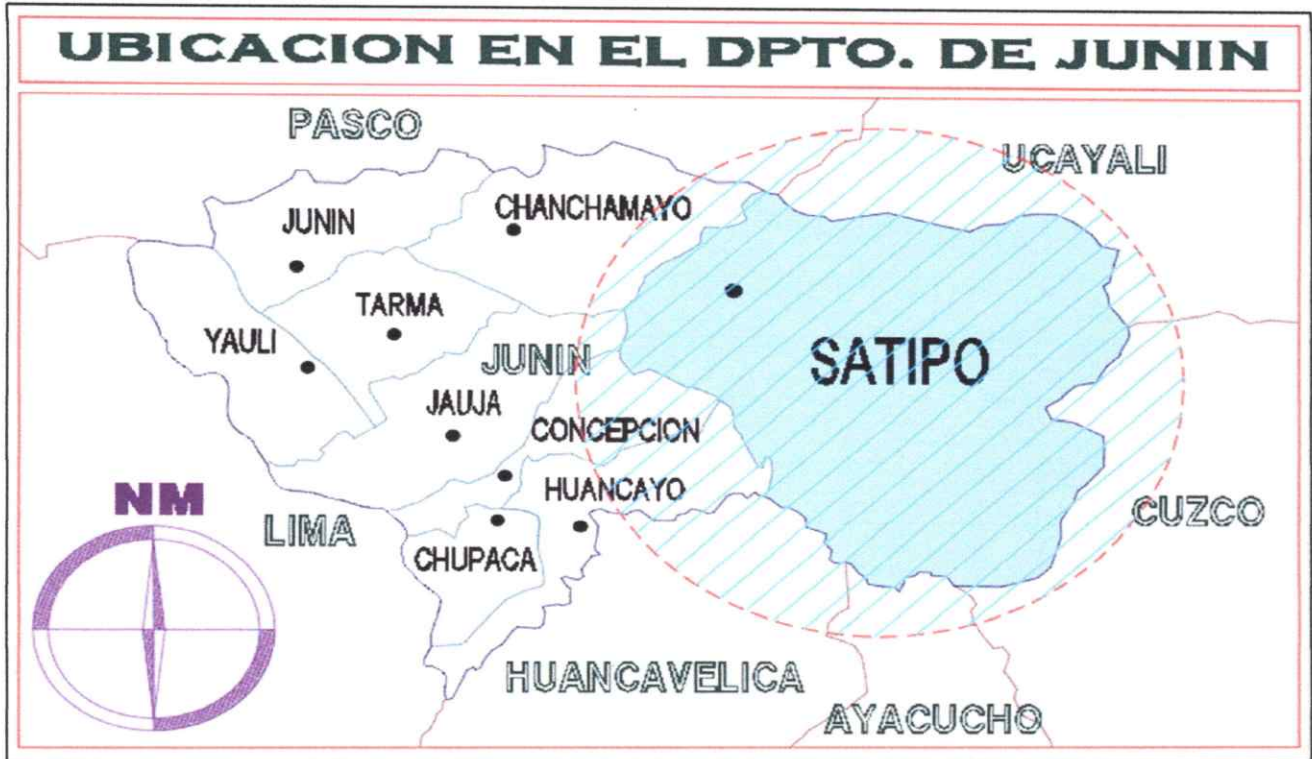 UBICACION EN EL DPTO. DE JUNIN
PASCO
UCAYALI
JUNIN
CHANCHAMAYO
TARMA
YAULI
JUNIN
SATIPO
JAUJA
CONCEPCION
NM
HUANCAYO
LIMA
CUZCO
CHUPACA
HUANCAVELICA
AYACUCHO